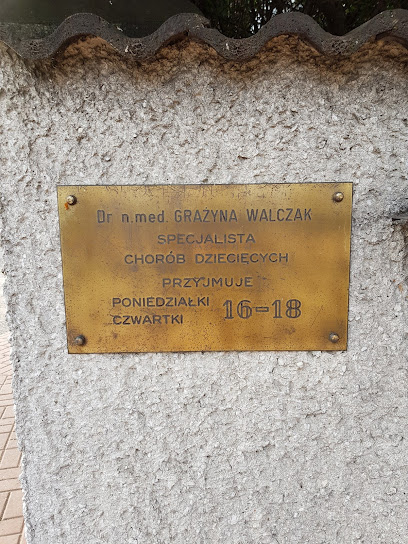 Dr n.med. GRAŻYNA WALCZAK
SPECJALISTA
CHORÓB DZIECIĘCYCH
PRZYJMUJE
PONIEDZIAŁKI 16-18
CZWARTKI